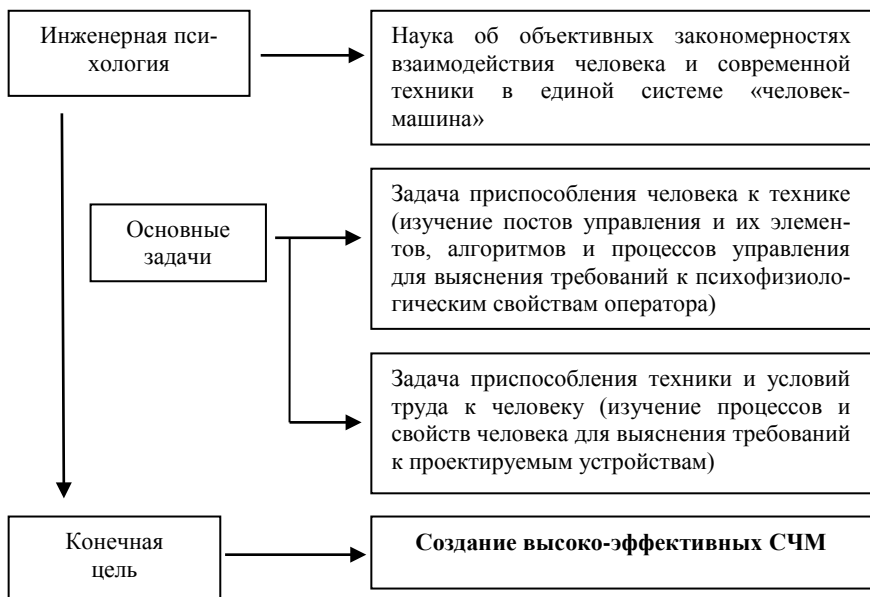 Инженерная пси-
хология
Наука об объективных закономерностях
взаимодействия человека и современной
техники в единой системе «человек-
машина»
Основные
задачи
Задача приспособления человека к технике
(изучение постов управления и их элемен-
тов, алгоритмов и процессов управления
для выяснения требований к психофизиоло-
гическим свойствам оператора)
Задача приспособления техники и условий
труда к человеку (изучение процессов и
свойств человека для выяснения требований
к проектируемым устройствам)
Конечная
цель
Создание высоко-эффективных СЧМ